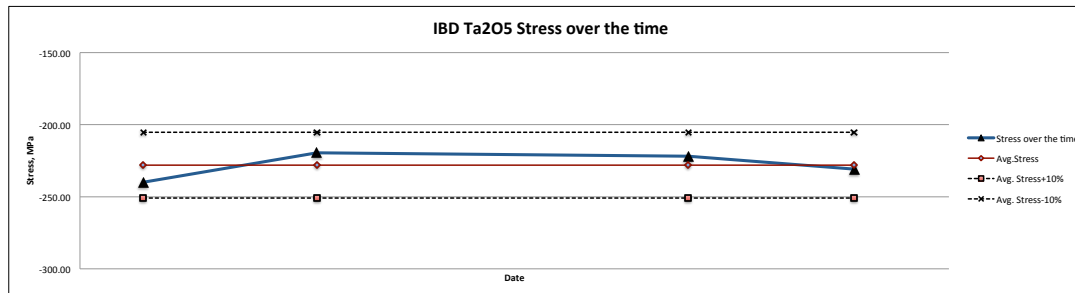 IBD Ta2O5 Stress over the time
-150.00
-200.00
-250.00
-300.00
Stress, MPa
Date
Stress over the time
Avg.Stress
Avg. Stress+10%
Avg. Stress-10%